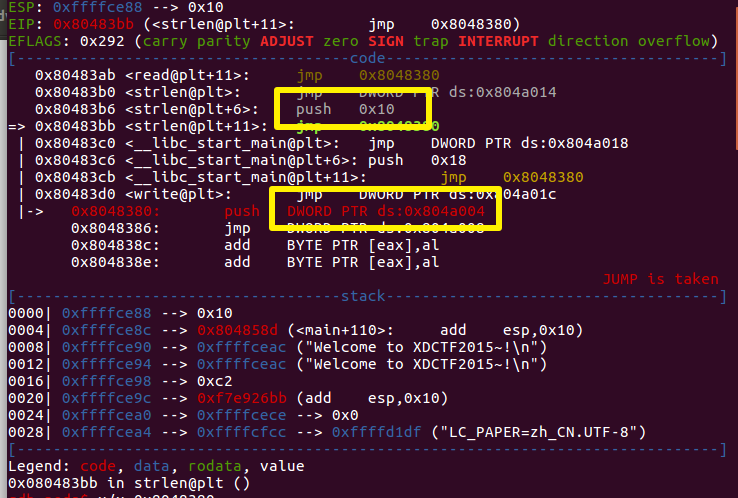 ESP: 0xffffce88 --> 0x10
EIP: 0x80483bb (<strlen@plt+11>: jmp 0x8048380)
EFLAGS: 0x292 (carry parity ADJUST zero SIGN trap INTERRUPT direction overflow)
[-------------------------------------code-------------------------------------]
0x80483ab <read@plt+11>: jmp 0x8048380
0x80483b0 <strlen@plt>: jmp DWORD PTR ds:0x804a014
0x80483b6 <strlen@plt+6>: push 0x10
=> 0x80483bb <strlen@plt+11>: jmp 0x8048380
| 0x80483c0 <__libc_start_main@plt>: jmp DWORD PTR ds:0x804a018
| 0x80483c6 <__libc_start_main@plt+6>: push 0x18
| 0x80483cb <__libc_start_main@plt+11>: jmp 0x8048380
| 0x80483d0 <write@plt>: jmp DWORD PTR ds:0x804a01c
|-> 0x8048380: push DWORD PTR ds:0x804a004
0x8048386: jmp DWORD PTR ds:0x804a008
0x804838c: add BYTE PTR [eax],al
0x804838e: add BYTE PTR [eax],al
JUMP is taken
[------------------------------------stack-------------------------------------]
0000| 0xffffce88 --> 0x10
0004| 0xffffce8c --> 0x804858d (<main+110>: add esp,0x10)
0008| 0xffffce90 --> 0xffffceac ("Welcome to XDCTF2015~!\n")
0012| 0xffffce94 --> 0xffffceac ("Welcome to XDCTF2015~!\n")
0016| 0xffffce98 --> 0xc2
0020| 0xffffce9c --> 0xf7e926bb (add esp,0x10)
0024| 0xffffcea0 --> 0xffffcece --> 0x0
0028| 0xffffcea4 --> 0xffffcfcc --> 0xffffd1df ("LC_PAPER=zh_CN.UTF-8")
[------------------------------------------------------------------------------]
Legend: code, data, rodata, value
0x080483bb in strlen@plt ()